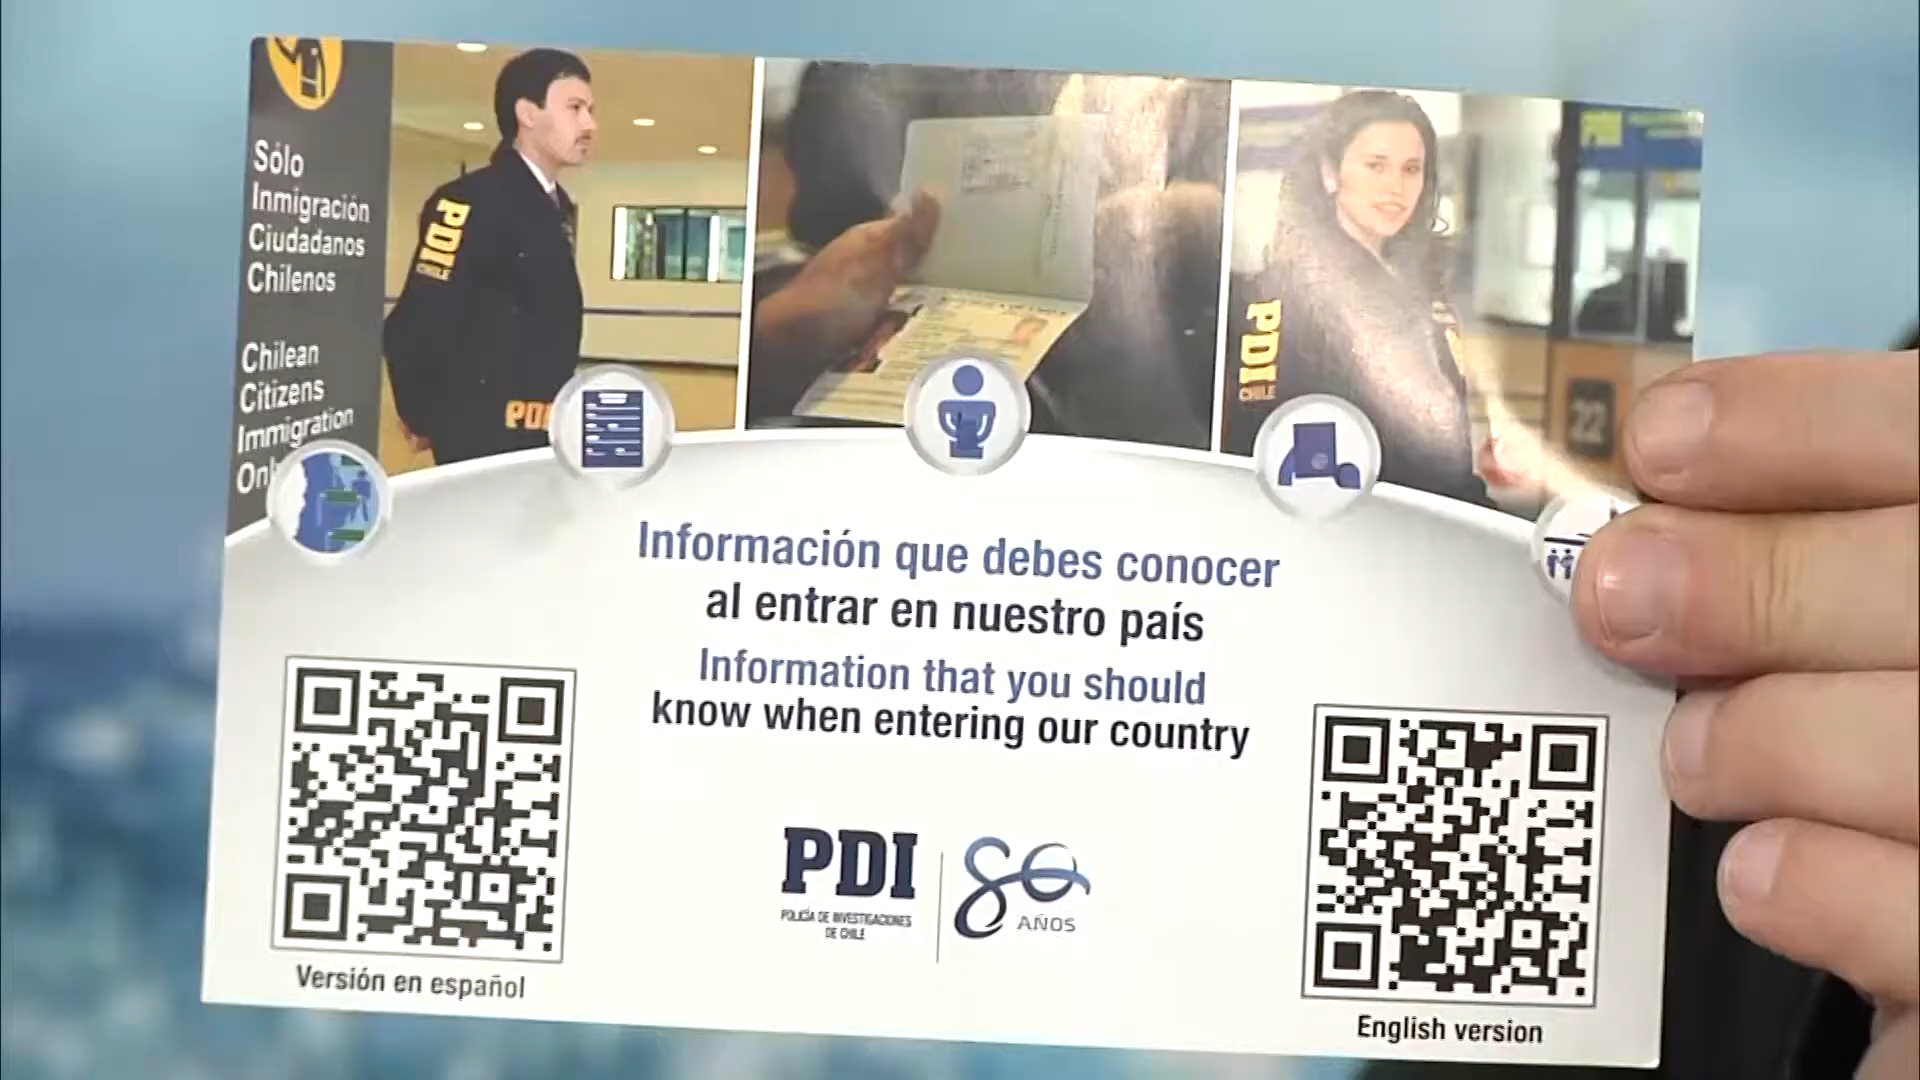 Sólo
Inmigración
Ciudadanos
Chilenos
Chilean
Citizens
Immigration
PDI
CHILE
PDI
CHILE
22
Información que debes conocer
al entrar en nuestro país
Information that you should
know when entering our country
PDI
POLICÍA DE INVESTIGACIONES
DE CHILE
80
AÑOS
Versión en español
English version